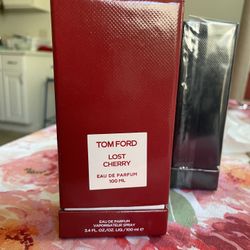 TOM FORD
LOST
CHERRY
EAU DE PARFUM
100 ML
EAU DE PARFUM
VAPORISATEUR SPRAY
3.4 FL.OZ./OZ. LIQ./100 ml ℮